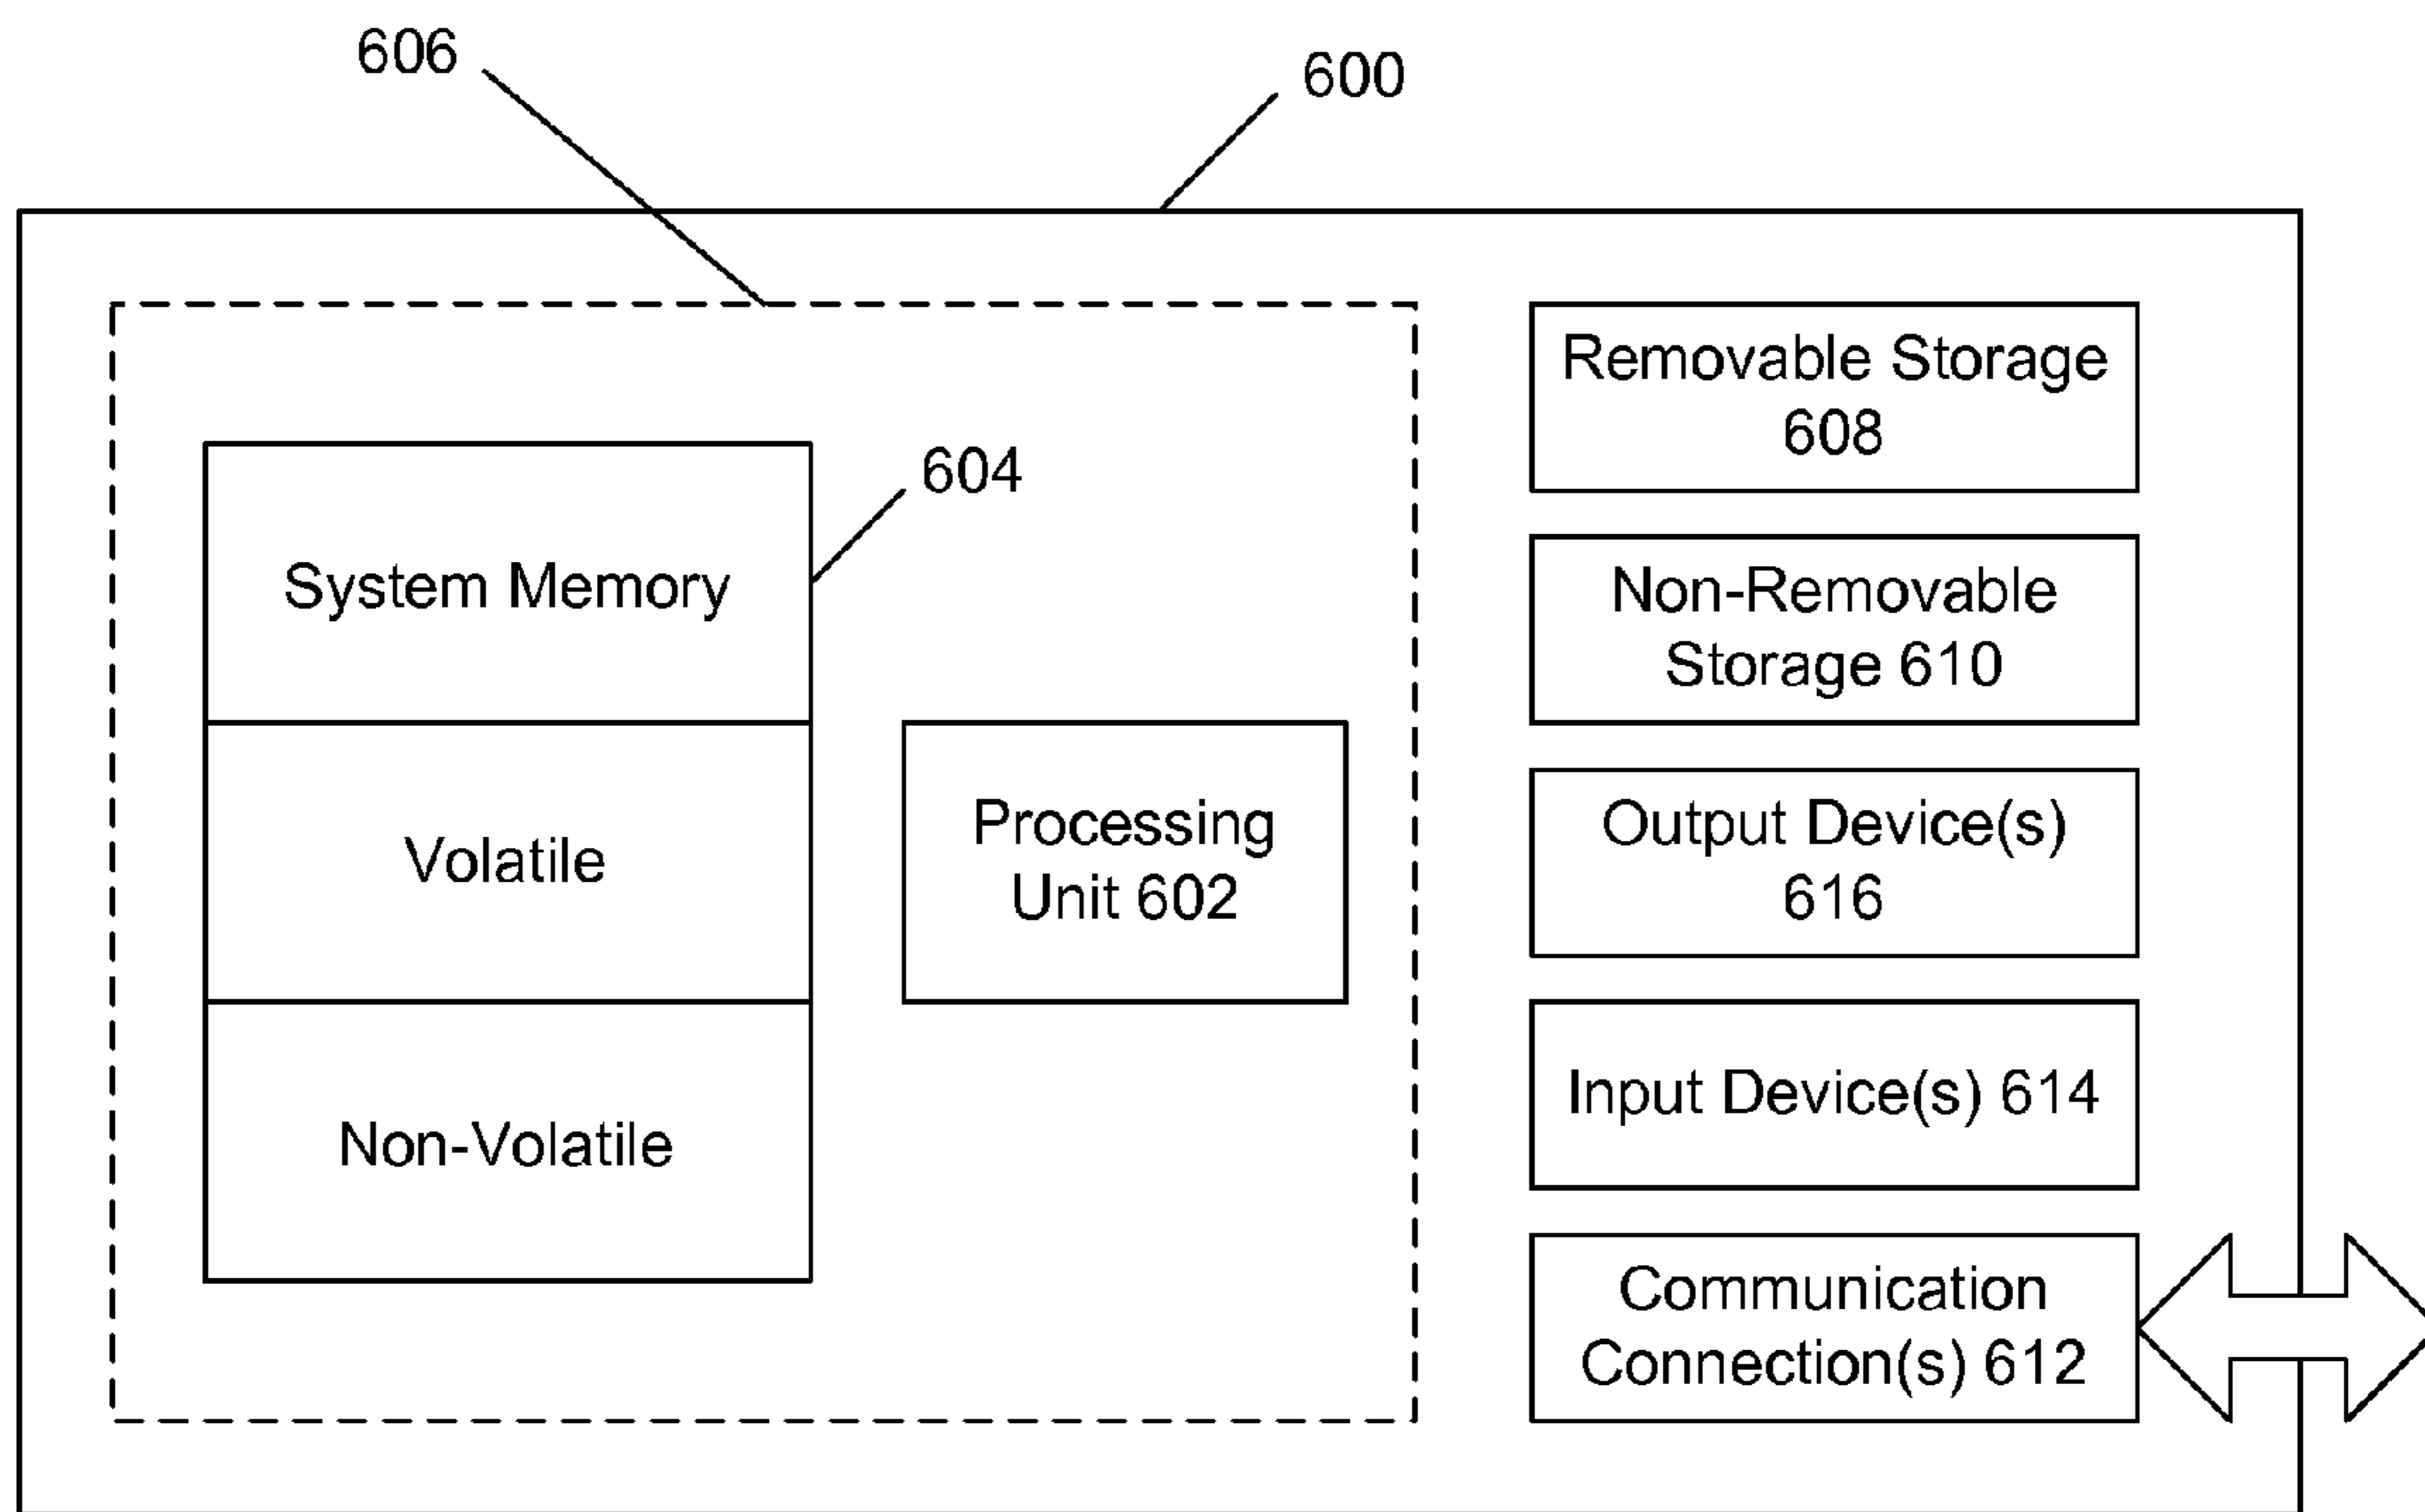 606
600
604
System Memory
Volatile
Non-Volatile
Processing
Unit 602
Removable Storage
608
Non-Removable
Storage 610
Output Device(s)
616
Input Device(s) 614
Communication
Connection(s) 612